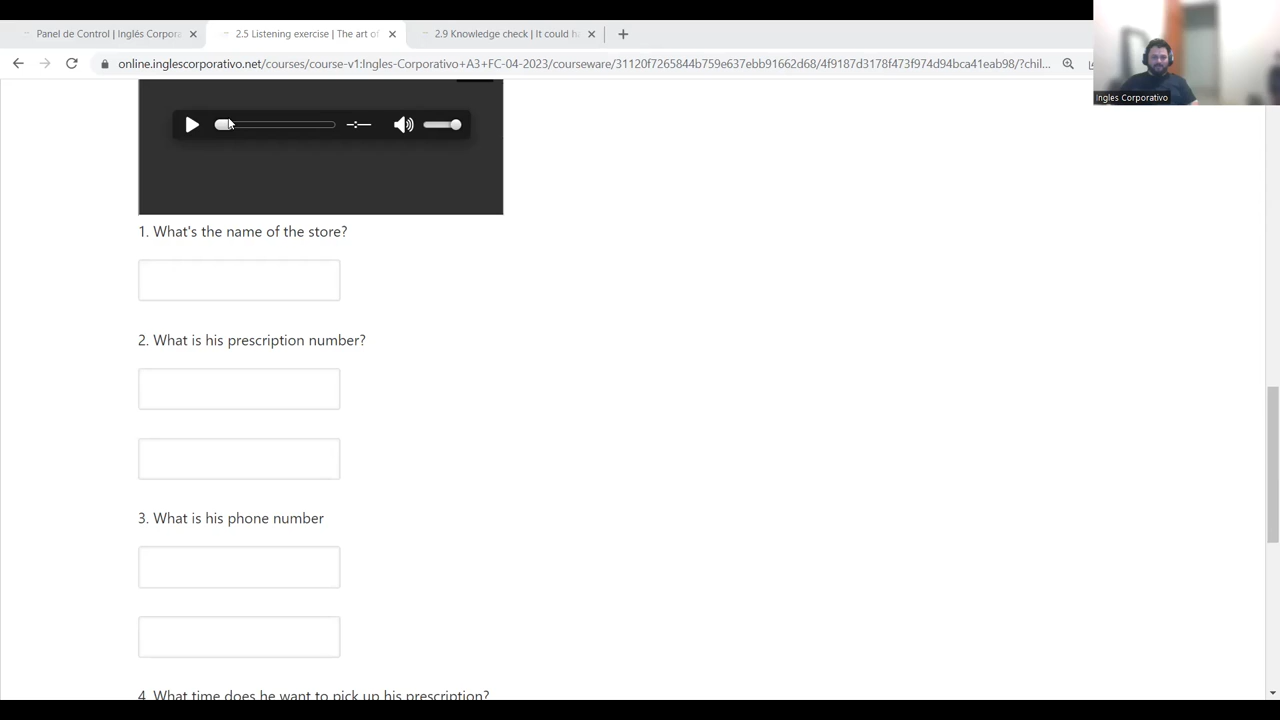 Panel de Control | Inglés Corpora
2.5 Listening exercise | The art of
2.9 Knowledge check | It could ha
online.inglescorporativo.net/courses/course-v1:Ingles-Corporativo+A3+FC-04-2023/courseware/31120f7265844b759e637ebb91662d68/4f9187d3178f473f974d94bca41eab98/?chil...
Ingles Corporativo
1. What's the name of the store?
2. What is his prescription number?
3. What is his phone number
4. What time does he want to pick up his prescription?